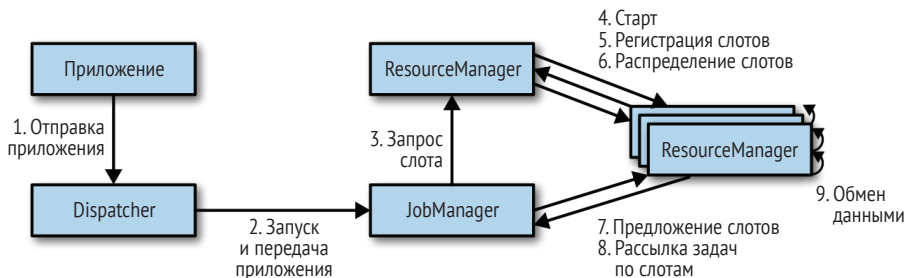 4. Старт
5. Регистрация слотов
6. Распределение слотов
Приложение
ResourceManager
1. Отправка
приложения
3. Запрос
слота
ResourceManager
Dispatcher
JobManager
9. Обмен
данными
2. Запуск
и передача
приложения
7. Предложение слотов
8. Рассылка задач
по слотам